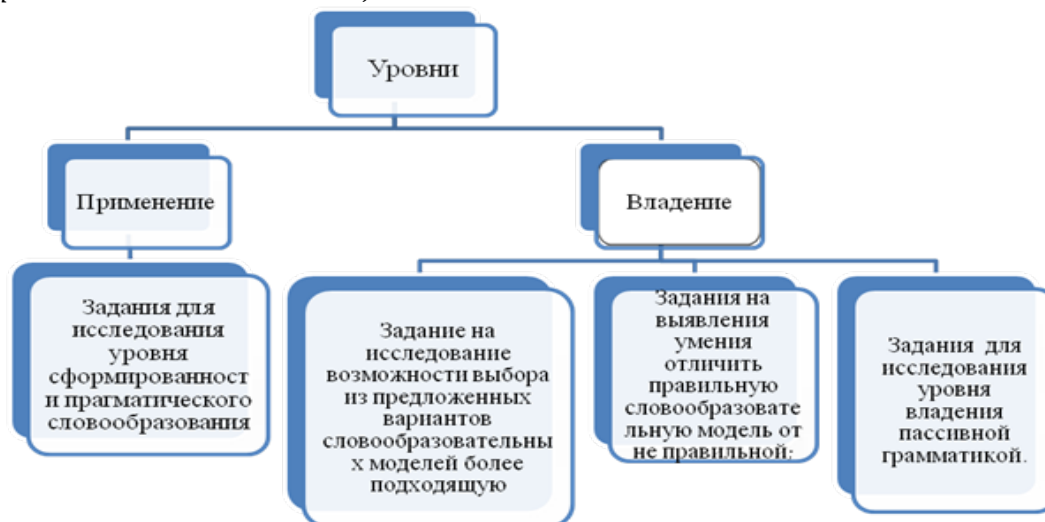 Уровни
Применение
Владение
Задания для
исследования
уровня
сформированност
и прагматического
словообразования
Задание на
исследование
возможности выбора
из предложенных
вариантов
словообразовательны
х моделей более
подходящую
Задания на
выявления
умения
отличить
правильную
словообразовате
льную модель от
не правильной;
Задания для
исследования
уровня
владения
пассивной
грамматикой.